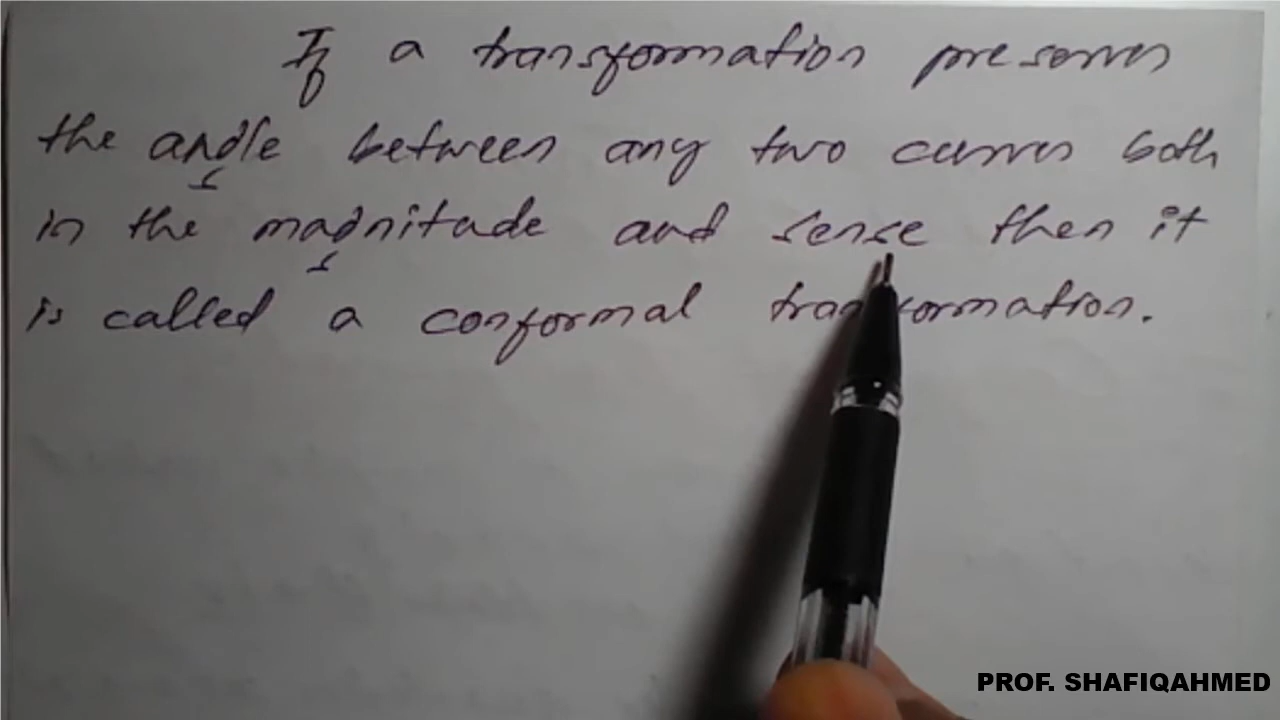 If a transformation preserves
the angle between any two curves both
in the magnitude and sense then it
is called a conformal transformation.
PROF. SHAFIQAHMED